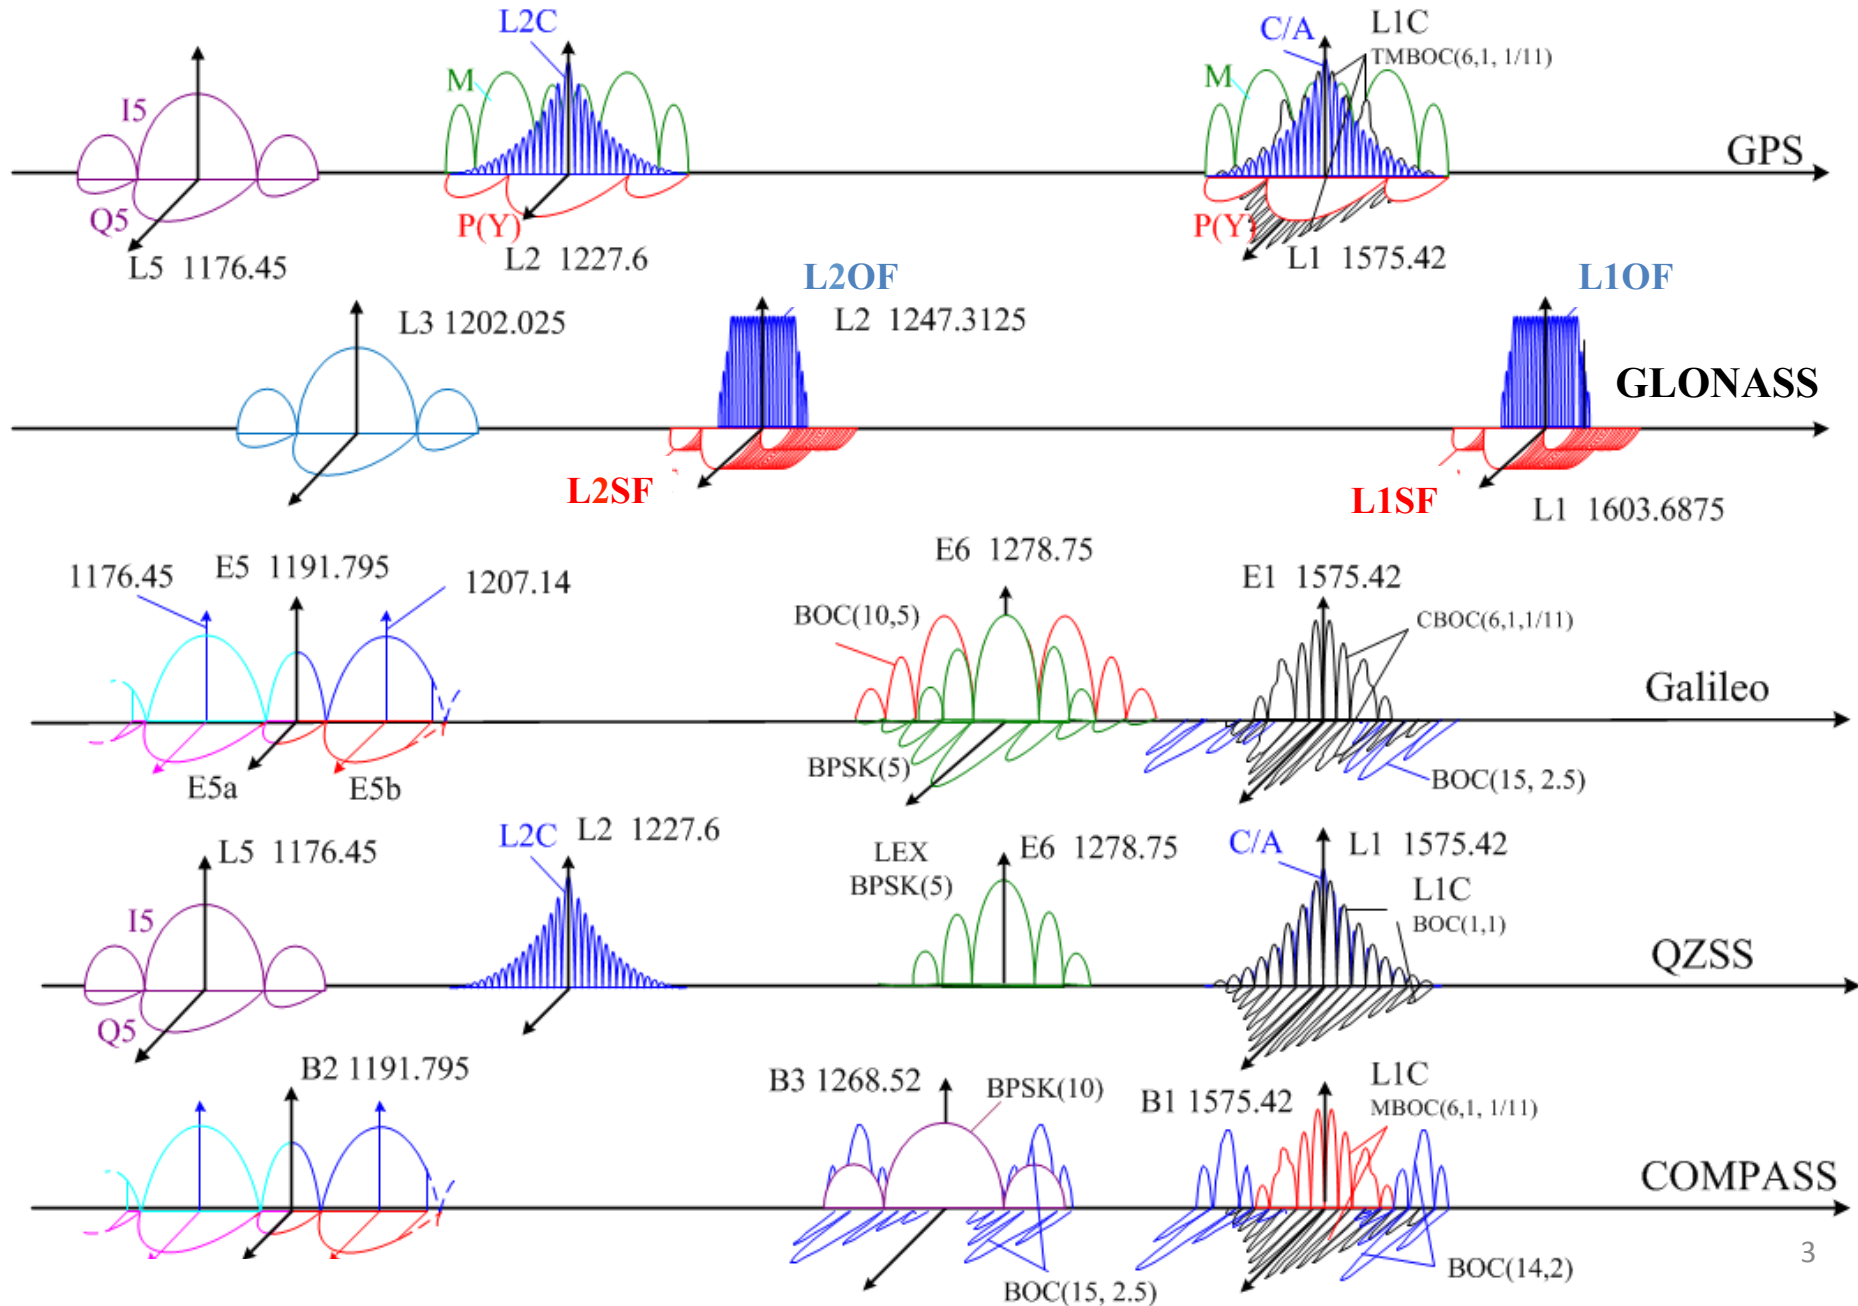 L2C
C/A
L1C
TMBOC(6,1, 1/11)
M
M
I5
GPS
Q5
P(Y)
P(Y)
L5 1176.45
L2 1227.6
L1 1575.42
L2OF
L1OF
L3 1202.025
L2 1247.3125
GLONASS
L2SF
L1SF
L1 1603.6875
1176.45
E5 1191.795
1207.14
E6 1278.75
E1 1575.42
BOC(10,5)
CBOC(6,1,1/11)
Galileo
BPSK(5)
E5a
E5b
BOC(15, 2.5)
L5 1176.45
L2C
L2 1227.6
LEX
BPSK(5)
E6 1278.75
C/A
L1 1575.42
L1C
BOC(1,1)
I5
QZSS
Q5
B2 1191.795
B3 1268.52
BPSK(10)
B1 1575.42
L1C
MBOC(6,1, 1/11)
COMPASS
BOC(15, 2.5)
BOC(14,2)
3